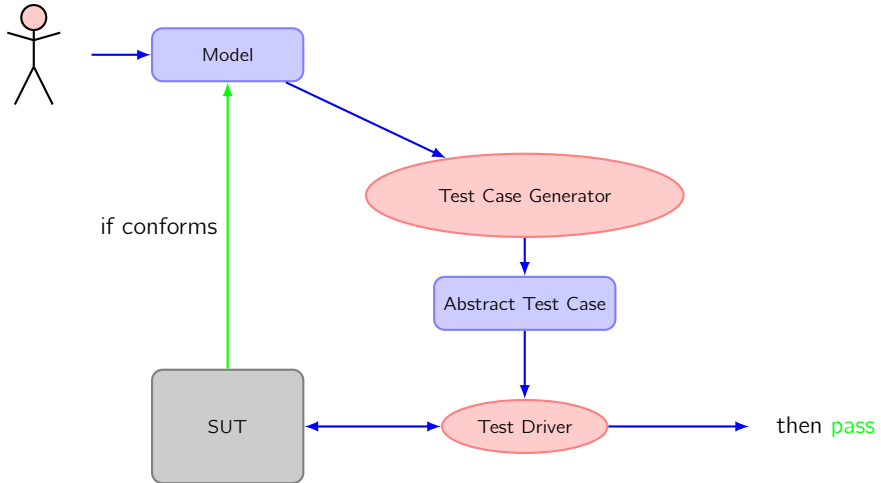 Model
Test Case Generator
if conforms
Abstract Test Case
SUT
Test Driver
then pass